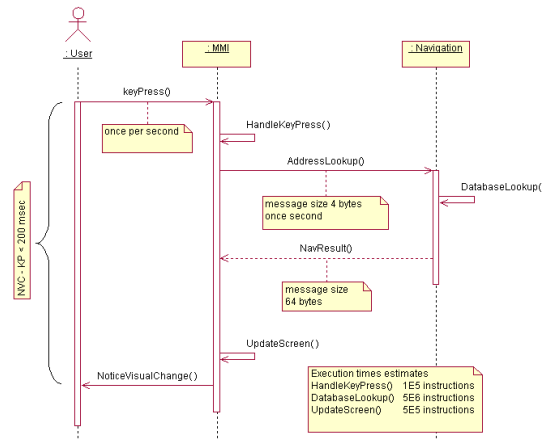 : User
: MMI
: Navigation
keyPress()
once per second
HandleKeyPress()
AddressLookup()
DatabaseLookup(
message size 4 bytes
once second
NavResult()
message size
64 bytes
NVC - KP < 200 msec
UpdateScreen()
NoticeVisualChange()
Execution times estimates
HandleKeyPress() 1E5 instructions
DatabaseLookup() 5E6 instructions
UpdateScreen() 5E5 instructions